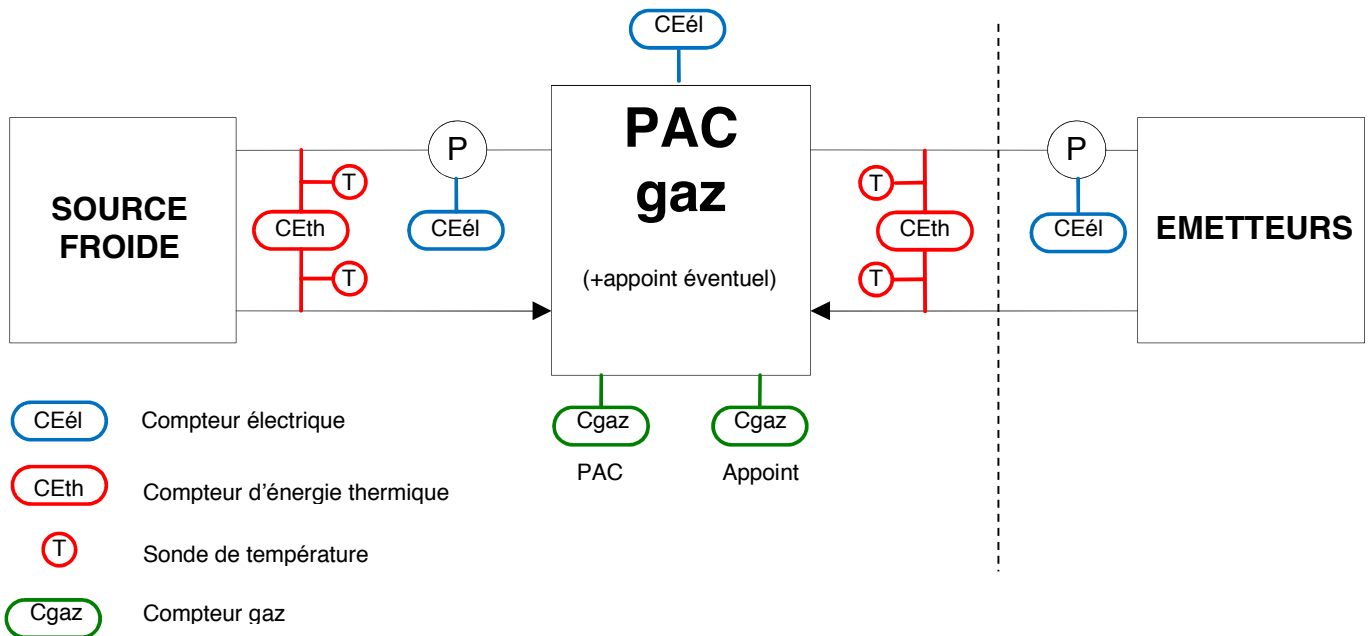 CEél
PAC
gaz
(+appoint éventuel)
SOURCE
FROIDE
T
CEth
T
P
CEél
T
CEth
T
P
CEél
EMETTEURS
Cgaz
PAC
Cgaz
Appoint
CEél Compteur électrique
CEth Compteur d'énergie thermique
T Sonde de température
Cgaz Compteur gaz